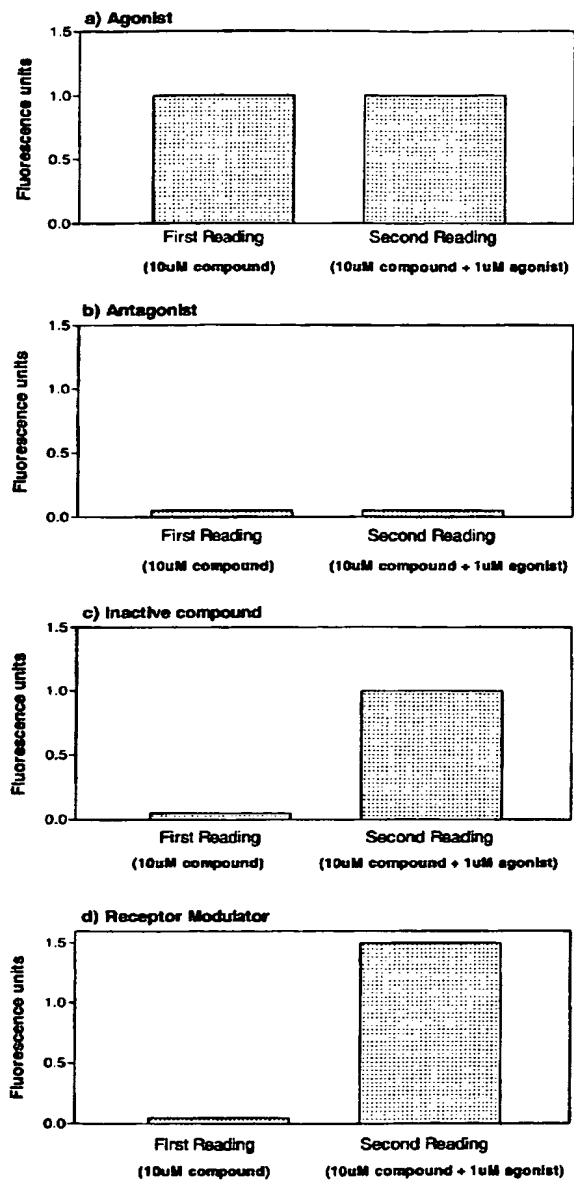 a) Agonist
1.5
1.0
0.5
0.0
Fluorescence units
First Reading
Second Reading
(10uM compound)
(10uM compound + 1uM agonist)
b) Antagonist
1.5
1.0
0.5
0.0
Fluorescence units
First Reading
Second Reading
(10uM compound)
(10uM compound + 1uM agonist)
c) Inactive compound
1.5
1.0
0.5
0.0
Fluorescence units
First Reading
Second Reading
(10uM compound)
(10uM compound + 1uM agonist)
d) Receptor Modulator
1.5
1.0
0.5
0.0
Fluorescence units
First Reading
Second Reading
(10uM compound)
(10uM compound + 1uM agonist)